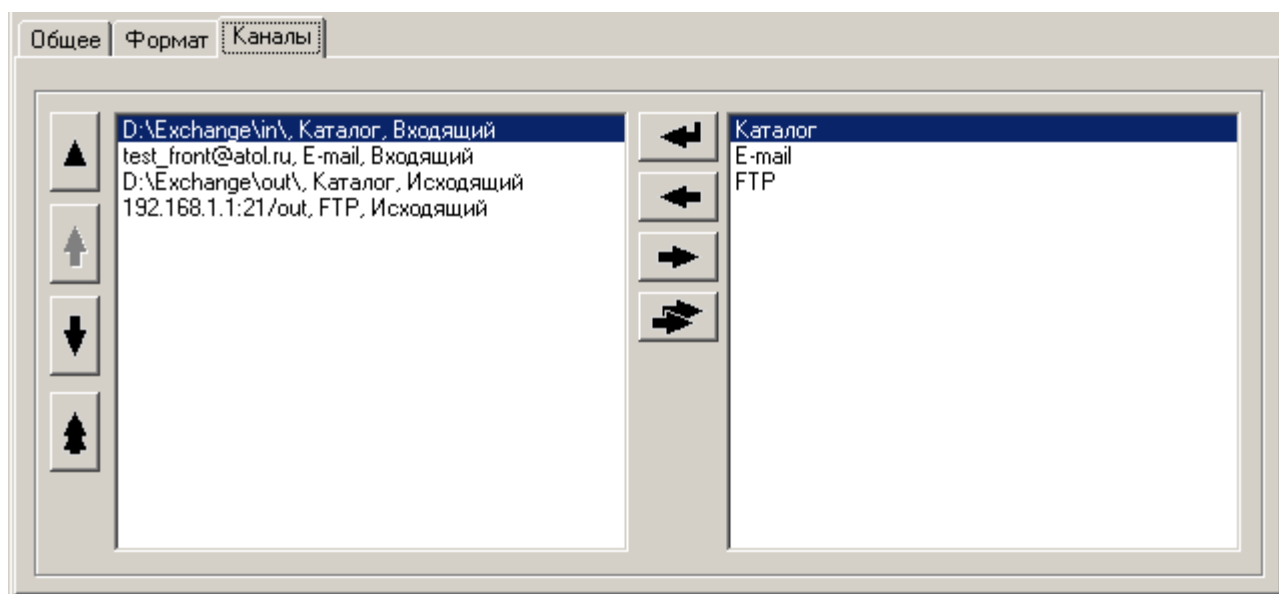 Общее Формат Каналы
D:\Exchange\in\, Каталог, Входящий
test_front@atol.ru, E-mail, Входящий
D:\Exchange\out\, Каталог, Исходящий
192.168.1.1:21/out, FTP, Исходящий
Каталог
E-mail
FTP